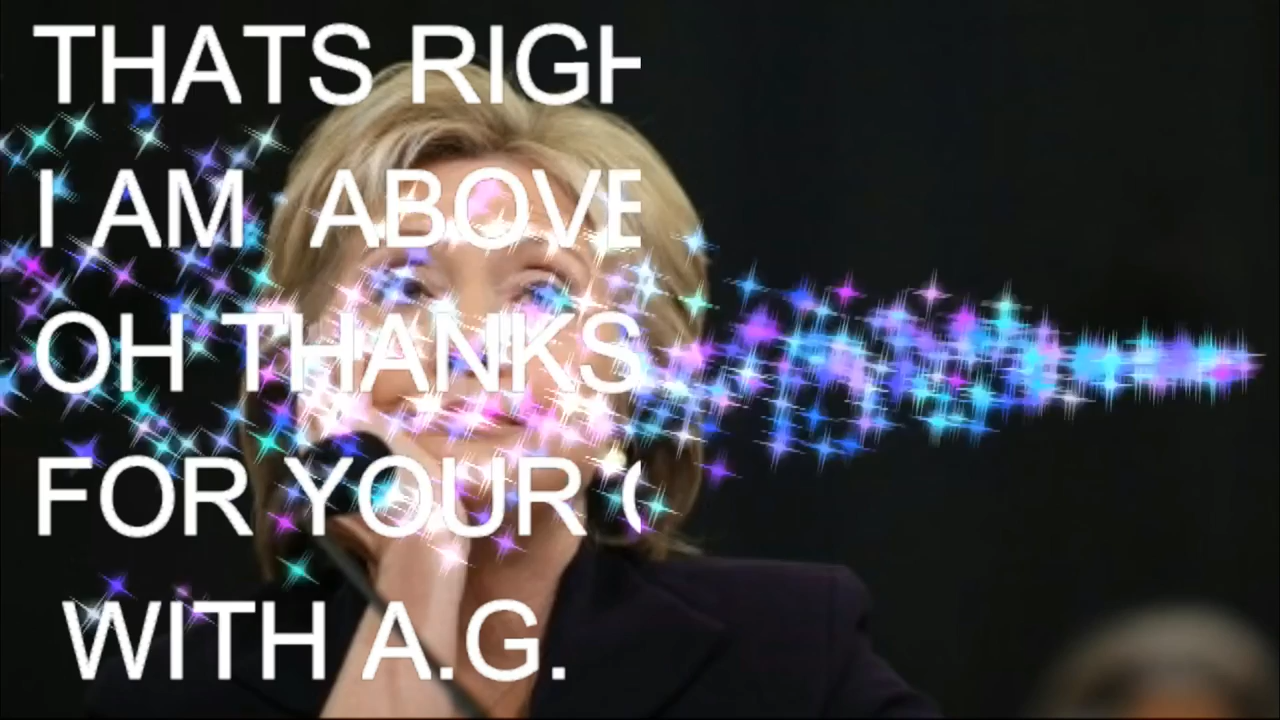 THATS RIGH
I AM ABOVE
OH THANKS
FOR YOUR
WITH A.G.